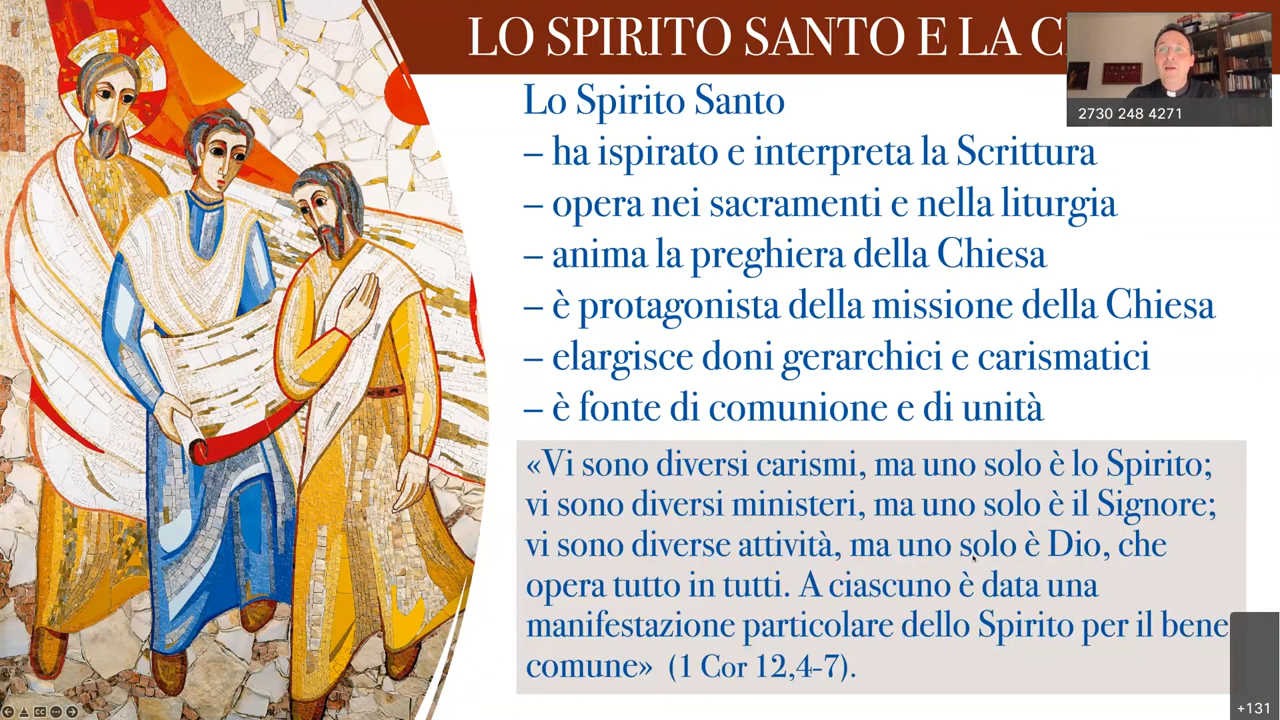 LO SPIRITO SANTO E LA
2730 248 4271
Lo Spirito Santo
– ha ispirato e interpreta la Scrittura
– opera nei sacramenti e nella liturgia
– anima la preghiera della Chiesa
– è protagonista della missione della Chiesa
– elargisce doni gerarchici e carismatici
– è fonte di comunione e di unità
«Vi sono diversi carismi, ma uno solo è lo Spirito;
vi sono diversi ministeri, ma uno solo è il Signore;
vi sono diverse attività, ma uno solo è Dio, che
opera tutto in tutti. A ciascuno è data una
manifestazione particolare dello Spirito per il bene
comune» (1 Cor 12,4-7).
+131